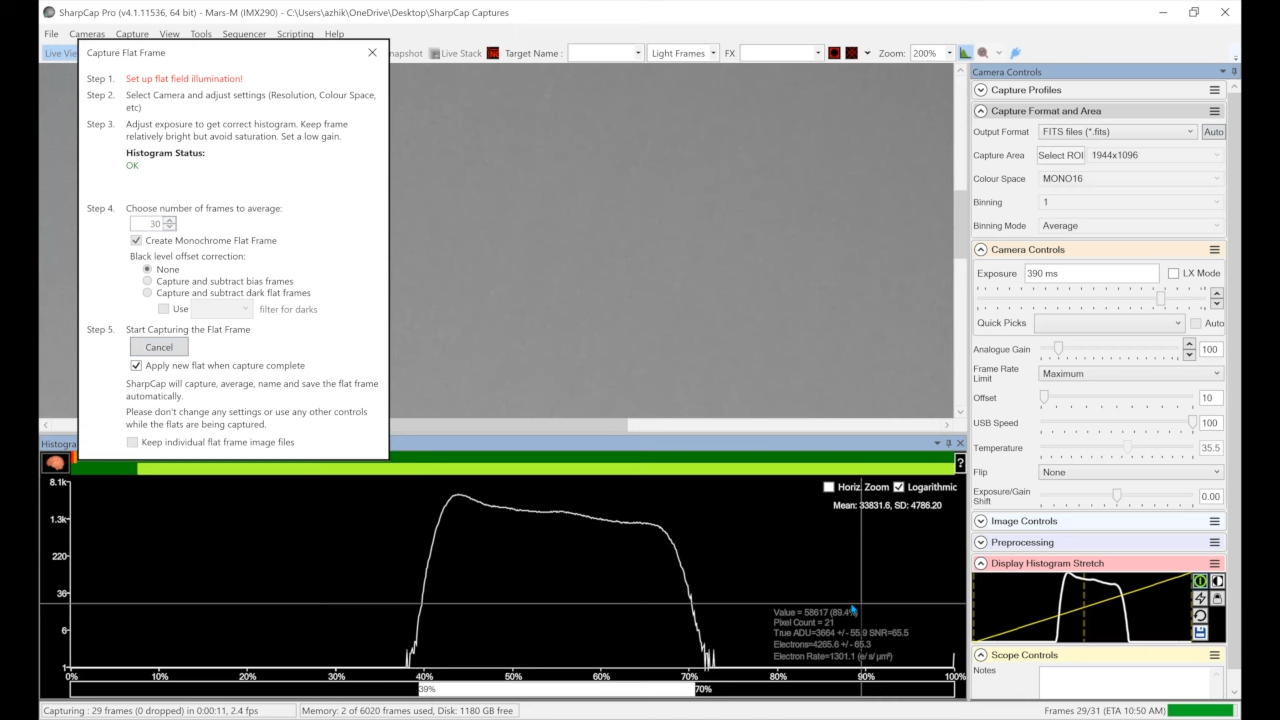 SharpCap Pro (v4.1.11536, 64 bit) - Mars-M (IMX290) - C:\Users\azhik\OneDrive\Desktop\SharpCap Captures
File Cameras Capture View Tools Sequencer Scripting Help
Live Vie
napshot Live Stack Target Name : Light Frames FX Zoom: 200%
Capture Flat Frame
Step 1. Set up flat field illumination!
Step 2. Select Camera and adjust settings (Resolution, Colour Space,
etc)
Step 3. Adjust exposure to get correct histogram. Keep frame
relatively bright but avoid saturation. Set a low gain.
Histogram Status:
OK
Step 4. Choose number of frames to average:
30
Create Monochrome Flat Frame
Black level offset correction:
None
Capture and subtract bias frames
Capture and subtract dark flat frames
Use filter for darks
Step 5. Start Capturing the Flat Frame
Cancel
Apply new flat when capture complete
SharpCap will capture, average, name and save the flat frame
automatically.
Please don't change any settings or use any other controls
while the flats are being captured.
Keep individual flat frame image files
Histogra
?
Horiz. Zoom Logarithmic
Mean: 33831.6, SD: 4786.20
8.1k
1.3k
220
36
6
1
Value = 58617 (89.4%)
Pixel Count = 21
True ADU=3664 +/- 55.9 SNR=65.5
Electrons=4265.6 +/- 65.3
Electron Rate=1301.1 (e/ s/ µm²)
0% 10% 20% 30% 40% 50% 60% 70% 80% 90% 100%
39% 70%
Camera Controls
Capture Profiles
Capture Format and Area
Output Format FITS files (*.fits) Auto
Capture Area Select ROI 1944x1096
Colour Space MONO16
Binning 1
Binning Mode Average
Camera Controls
Exposure 390 ms LX Mode
Quick Picks Auto
Analogue Gain 100
Frame Rate
Limit Maximum
Offset 10
USB Speed 100
Temperature 35.5
Flip None
Exposure/Gain
Shift 0.00
Image Controls
Preprocessing
Display Histogram Stretch
Scope Controls
Notes
Capturing : 29 frames (0 dropped) in 0:00:11, 2.4 fps Memory: 2 of 6020 frames used, Disk: 1180 GB free Frames 29/31 (ETA 10:50 AM)